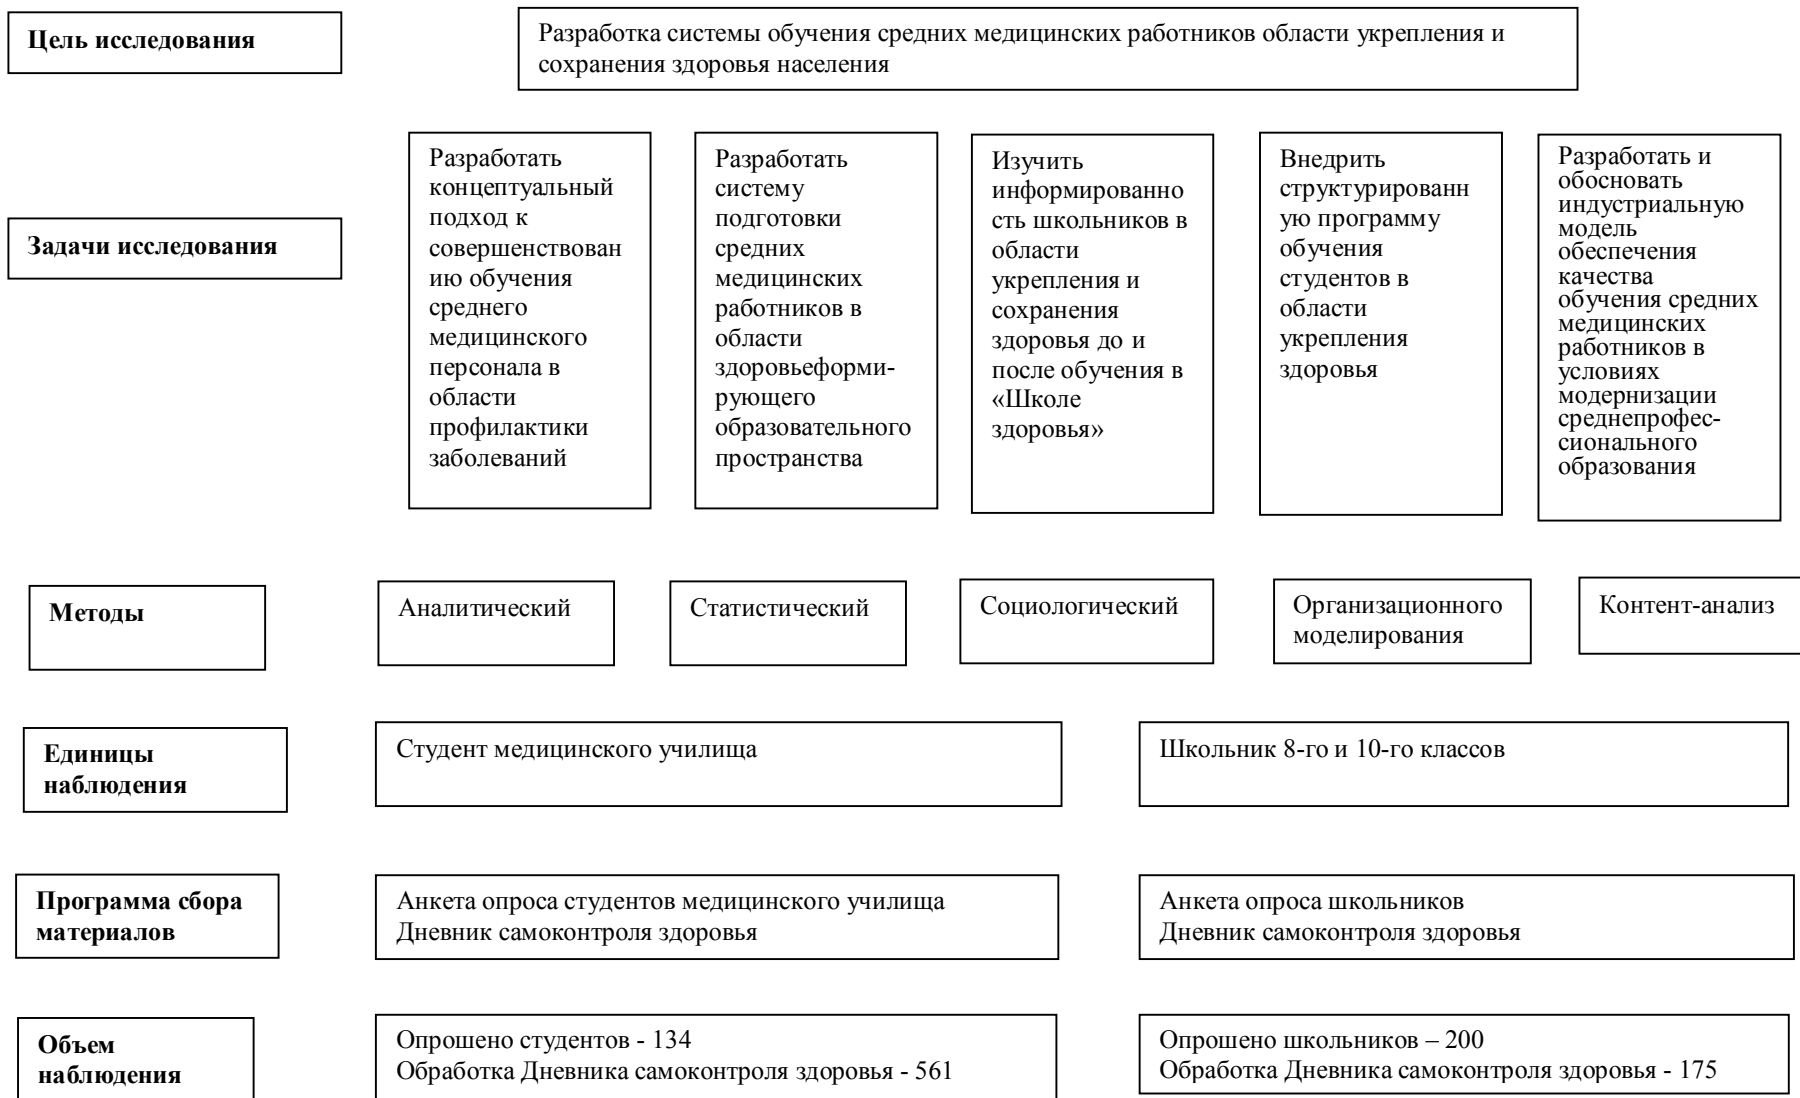 Цель исследования
Разработка системы обучения средних медицинских работников области укрепления и
сохранения здоровья населения
Задачи исследования
Разработать
концептуальный
подход к
совершенствован
ию обучения
среднего
медицинского
персонала в
области
профилактики
заболеваний
Разработать
систему
подготовки
средних
медицинских
работников в
области
здоровьеформи-
рующего
образовательного
пространства
Изучить
информированно
сть школьников в
области
укрепления и
сохранения
здоровья до и
после обучения в
«Школе
здоровья»
Внедрить
структурированн
ую программу
обучения
студентов в
области
укрепления
здоровья
Разработать и
обосновать
индустриальную
модель
обеспечения
качества
обучения средних
медицинских
работников в
условиях
модернизации
среднепрофес-
сионального
образования
Методы
Аналитический
Статистический
Социологический
Организационного
моделирования
Контент-анализ
Единицы
наблюдения
Студент медицинского училища
Школьник 8-го и 10-го классов
Программа сбора
материалов
Анкета опроса студентов медицинского училища
Дневник самоконтроля здоровья
Анкета опроса школьников
Дневник самоконтроля здоровья
Объем
наблюдения
Опрошено студентов - 134
Обработка Дневника самоконтроля здоровья - 561
Опрошено школьников – 200
Обработка Дневника самоконтроля здоровья - 175